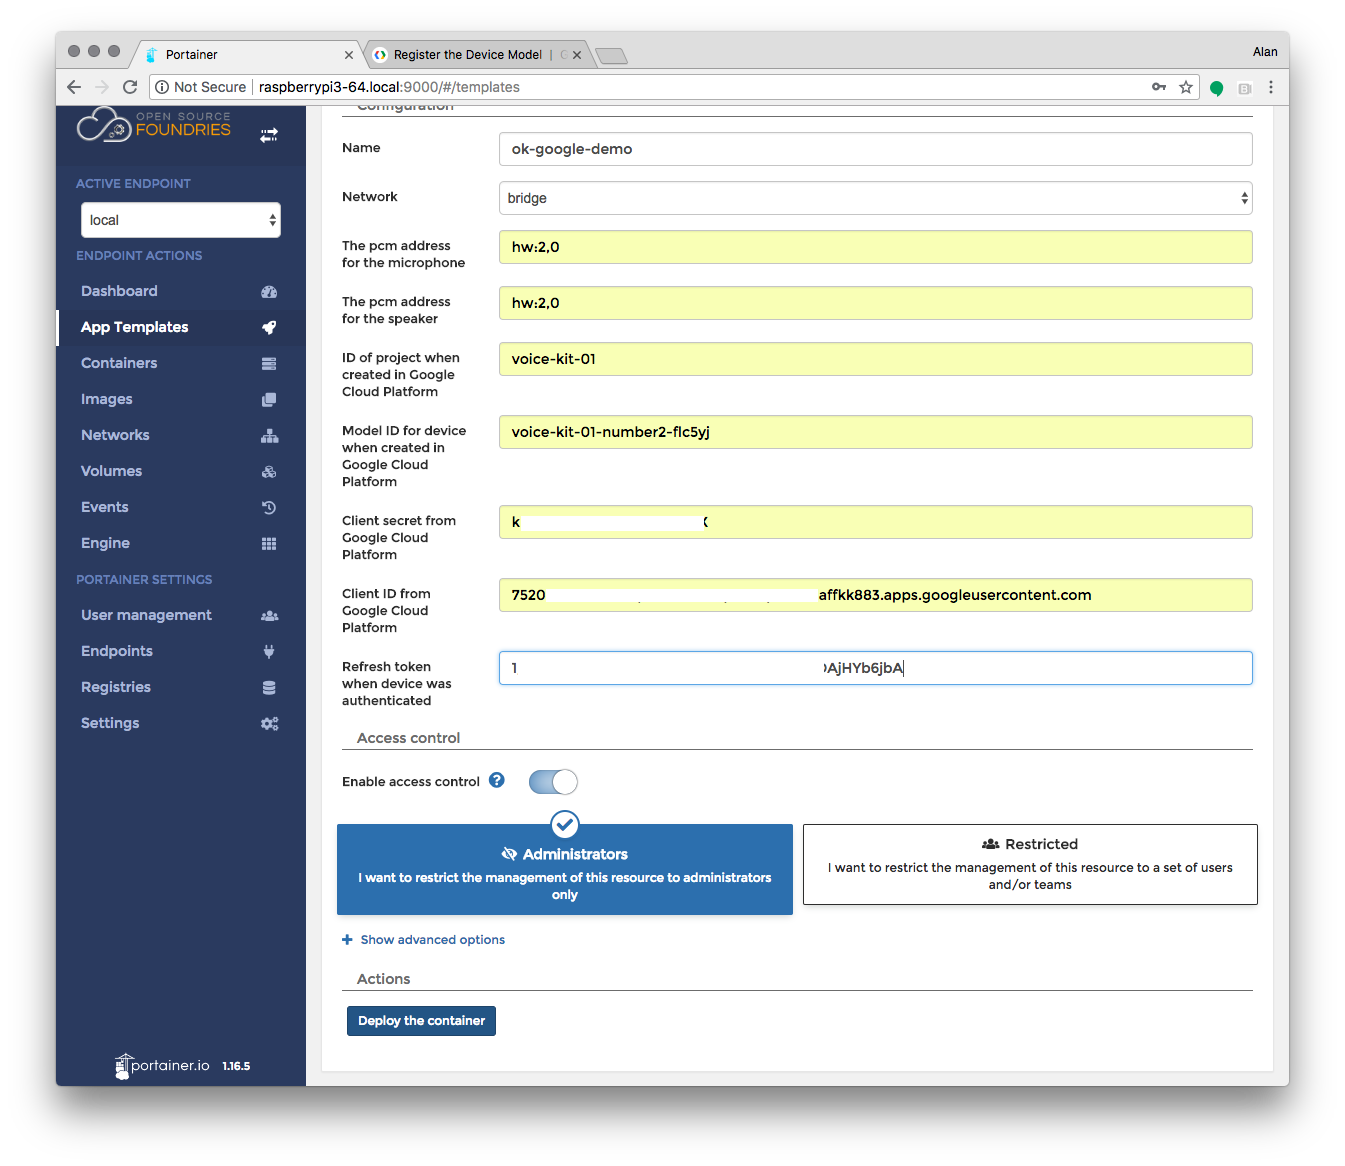 Portainer
Register the Device Model
Alan
Not Secure
raspberrypi3-64.local:9000/#/templates
OPEN SOURCE
FOUNDRIES
ACTIVE ENDPOINT
local
ENDPOINT ACTIONS
Dashboard
App Templates
Containers
Images
Networks
Volumes
Events
Engine
PORTAINER SETTINGS
User management
Endpoints
Registries
Settings
portainer.io 1.16.5
Configuration
Name
ok-google-demo
Network
bridge
The pcm address
for the microphone
hw:2,0
The pcm address
for the speaker
hw:2,0
ID of project when
created in Google
Cloud Platform
voice-kit-01
Model ID for device
when created in
Google Cloud
Platform
voice-kit-01-number2-flc5yj
Client secret from
Google Cloud
Platform
k
Client ID from
Google Cloud
Platform
7520 affkk883.apps.googleusercontent.com
Refresh token
when device was
authenticated
1 AjHYb6jbA
Access control
Enable access control
Administrators
I want to restrict the management of this resource to administrators
only
Restricted
I want to restrict the management of this resource to a set of users
and/or teams
Show advanced options
Actions
Deploy the container